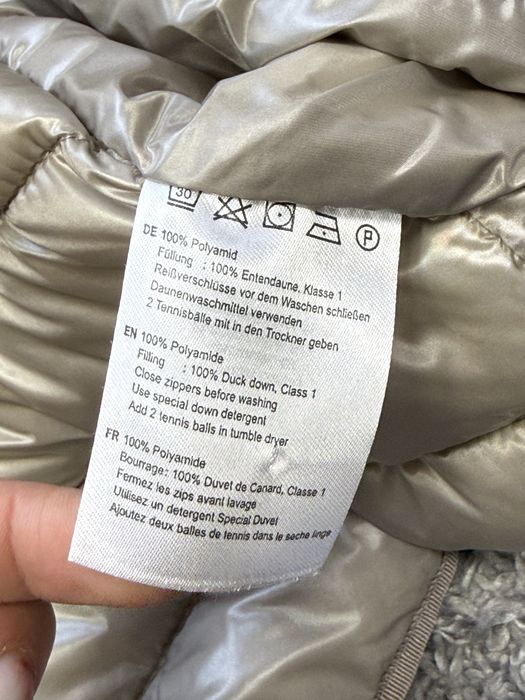 30
P
DE 100% Polyamid
Füllung : 100% Entendaune, Klasse 1
Reißverschlüsse vor dem Waschen schließen
Daunenwaschmittel verwenden
2 Tennisbälle mit in den Trockner geben
EN 100% Polyamide
Filling : 100% Duck down, Class 1
Close zippers before washing
Use special down detergent
Add 2 tennis balls in tumble dryer
FR 100% Polyamide
Bourrage: 100% Duvet de Canard, Classe 1
Fermez les zips avant lavage
Utilisez un detergent Special Duvet
Ajoutez deux balles de tennis dans le seche linge